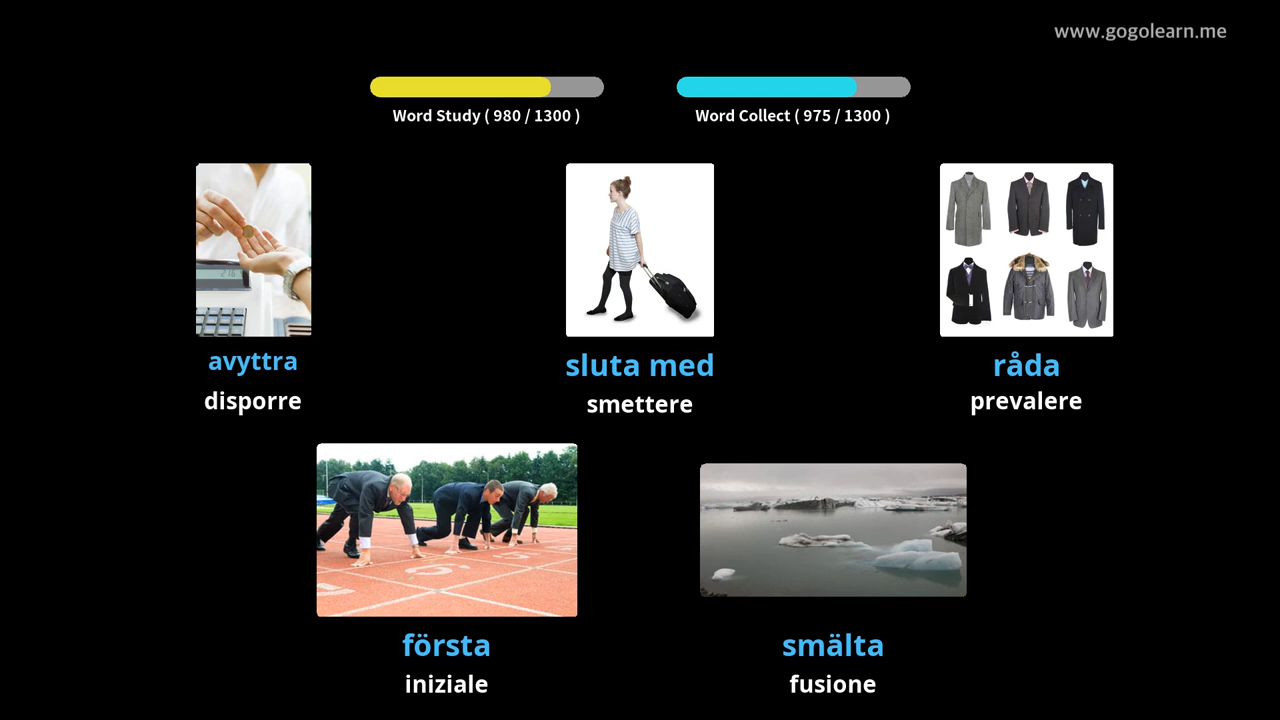 www.gogolearn.me
Word Study ( 980 / 1300 )
Word Collect ( 975 / 1300 )
avyttra
disporre
sluta med
smettere
råda
prevalere
första
iniziale
smälta
fusione